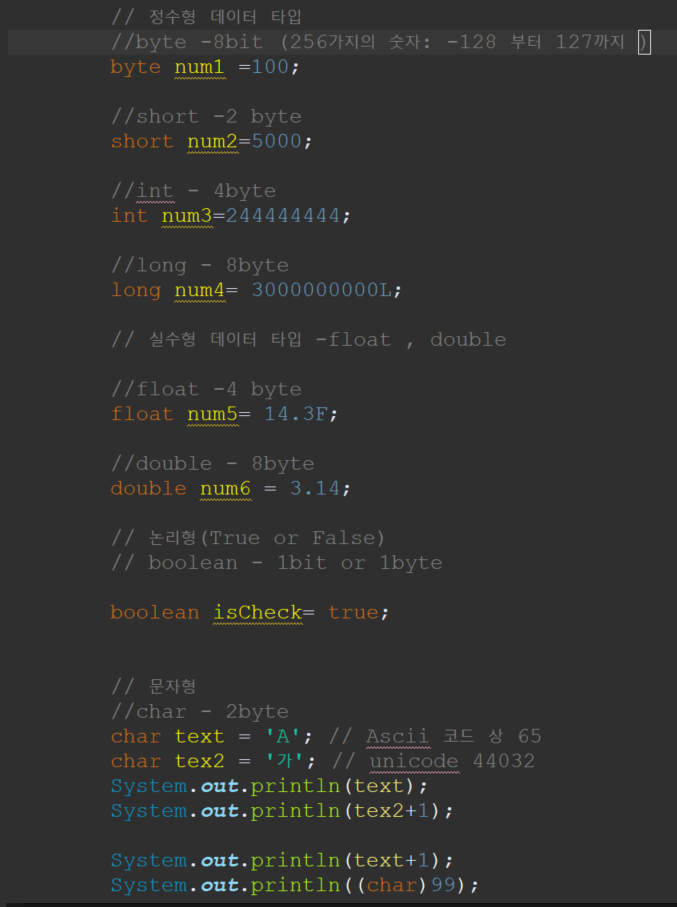 // 정수형 데이터 타입
//byte -8bit (256가지의 숫자: -128 부터 127까지 )
byte num1 =100;
//short -2 byte
short num2=5000;
//int - 4byte
int num3=244444444;
//long - 8byte
long num4= 3000000000L;
// 실수형 데이터 타입 -float , double
//float -4 byte
float num5= 14.3F;
//double - 8byte
double num6 = 3.14;
// 논리형(True or False)
// boolean - 1bit or 1byte
boolean isCheck= true;
// 문자형
//char - 2byte
char text = 'A'; // Ascii 코드 상 65
char tex2 = '가'; // unicode 44032
System.out.println(text);
System.out.println(tex2+1);
System.out.println(text+1);
System.out.println((char)99);